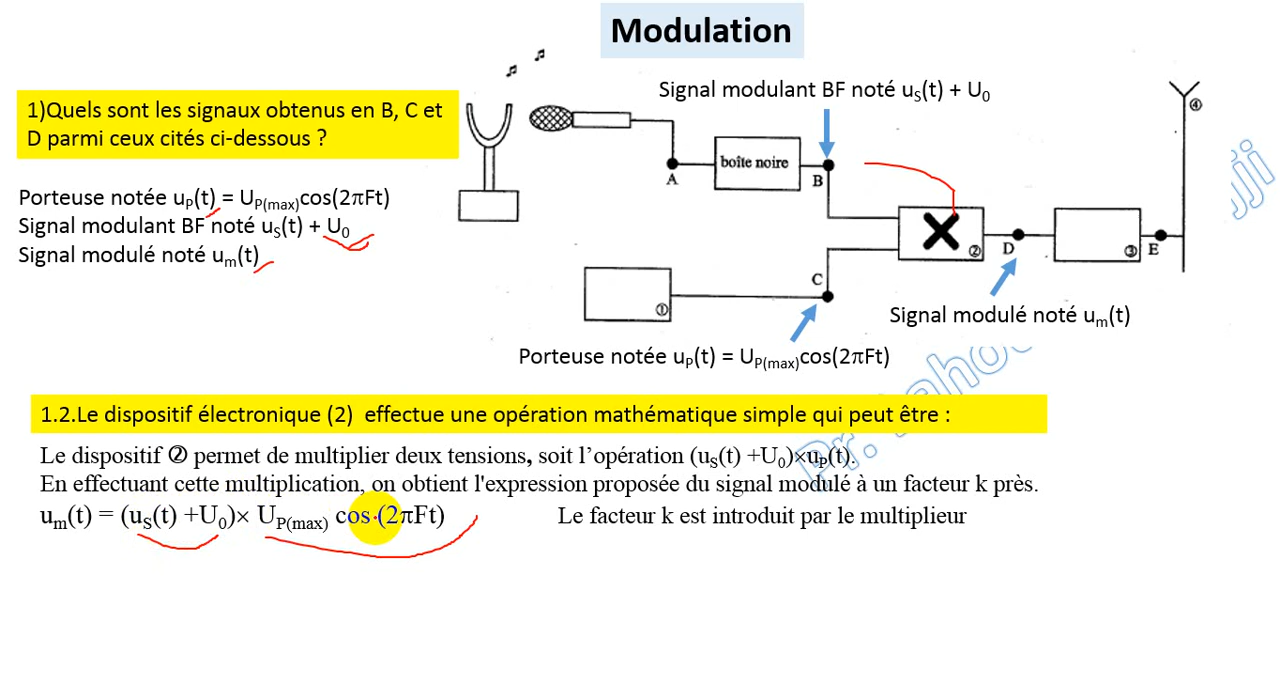 Modulation
1)Quels sont les signaux obtenus en B, C et
D parmi ceux cités ci-dessous ?
Porteuse notée uP(t) = UP(max)cos(2πFt)
Signal modulant BF noté uS(t) + U0
Signal modulé noté um(t)
Signal modulant BF noté uS(t) + U0
④
boîte noire
A
B
②
D
③
E
C
①
Signal modulé noté um(t)
Porteuse notée uP(t) = UP(max)cos(2πFt)
1.2.Le dispositif électronique (2) effectue une opération mathématique simple qui peut être :
Le dispositif ② permet de multiplier deux tensions, soit l’opération (uS(t) +U0)×uP(t).
En effectuant cette multiplication, on obtient l'expression proposée du signal modulé à un facteur k près.
um(t) = (uS(t) +U0)× UP(max) cos·(2πFt)
Le facteur k est introduit par le multiplieur
Pr.